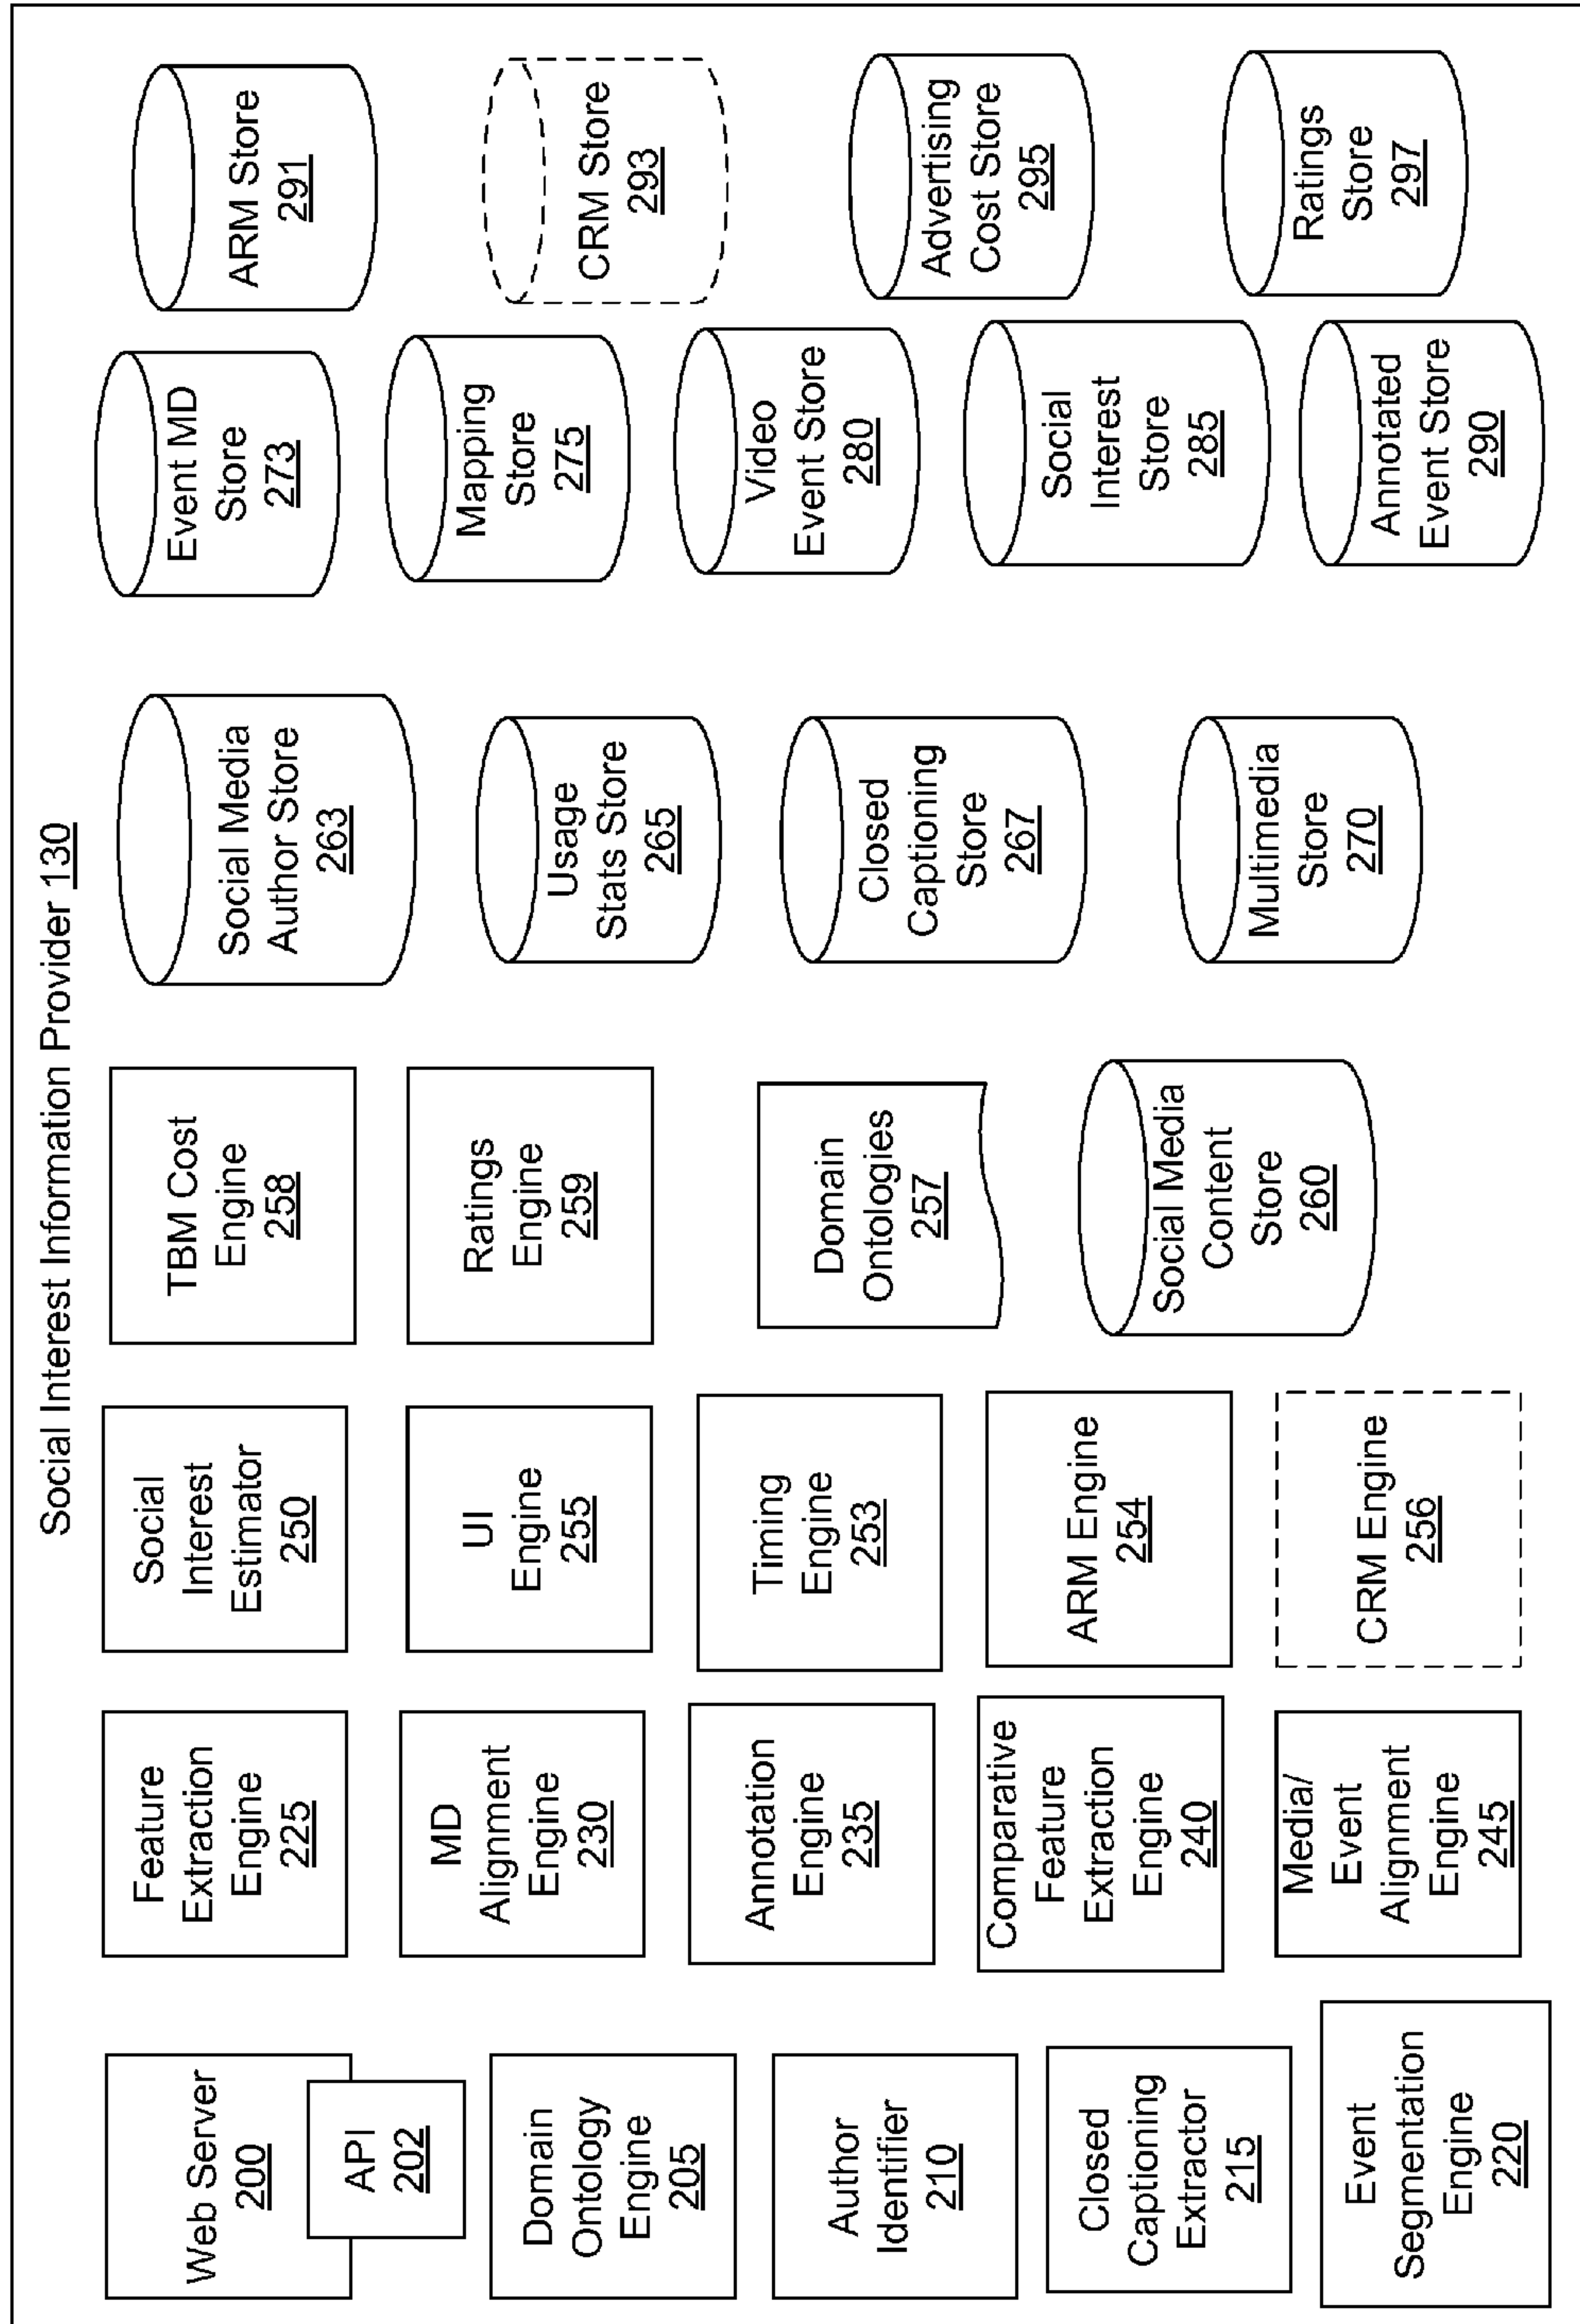 Social Interest Information Provider 130
Web Server
200
API
202
Domain
Ontology
Engine
205
Author
Identifier
210
Closed
Captioning
Extractor
215
Event
Segmentation
Engine
220
Feature
Extraction
Engine
225
MD
Alignment
Engine
230
Annotation
Engine
235
Comparative
Feature
Extraction
Engine
240
Media/
Event
Alignment
Engine
245
Social
Interest
Estimator
250
UI
Engine
255
Timing
Engine
253
ARM Engine
254
CRM Engine
256
TBM Cost
Engine
258
Ratings
Engine
259
Domain
Ontologies
257
Social Media
Content
Store
260
Social Media
Author Store
263
Usage
Stats Store
265
Closed
Captioning
Store
267
Multimedia
Store
270
Event MD
Store
273
Mapping
Store
275
Video
Event Store
280
Social
Interest
Store
285
Annotated
Event Store
290
ARM Store
291
CRM Store
293
Advertising
Cost Store
295
Ratings
Store
297